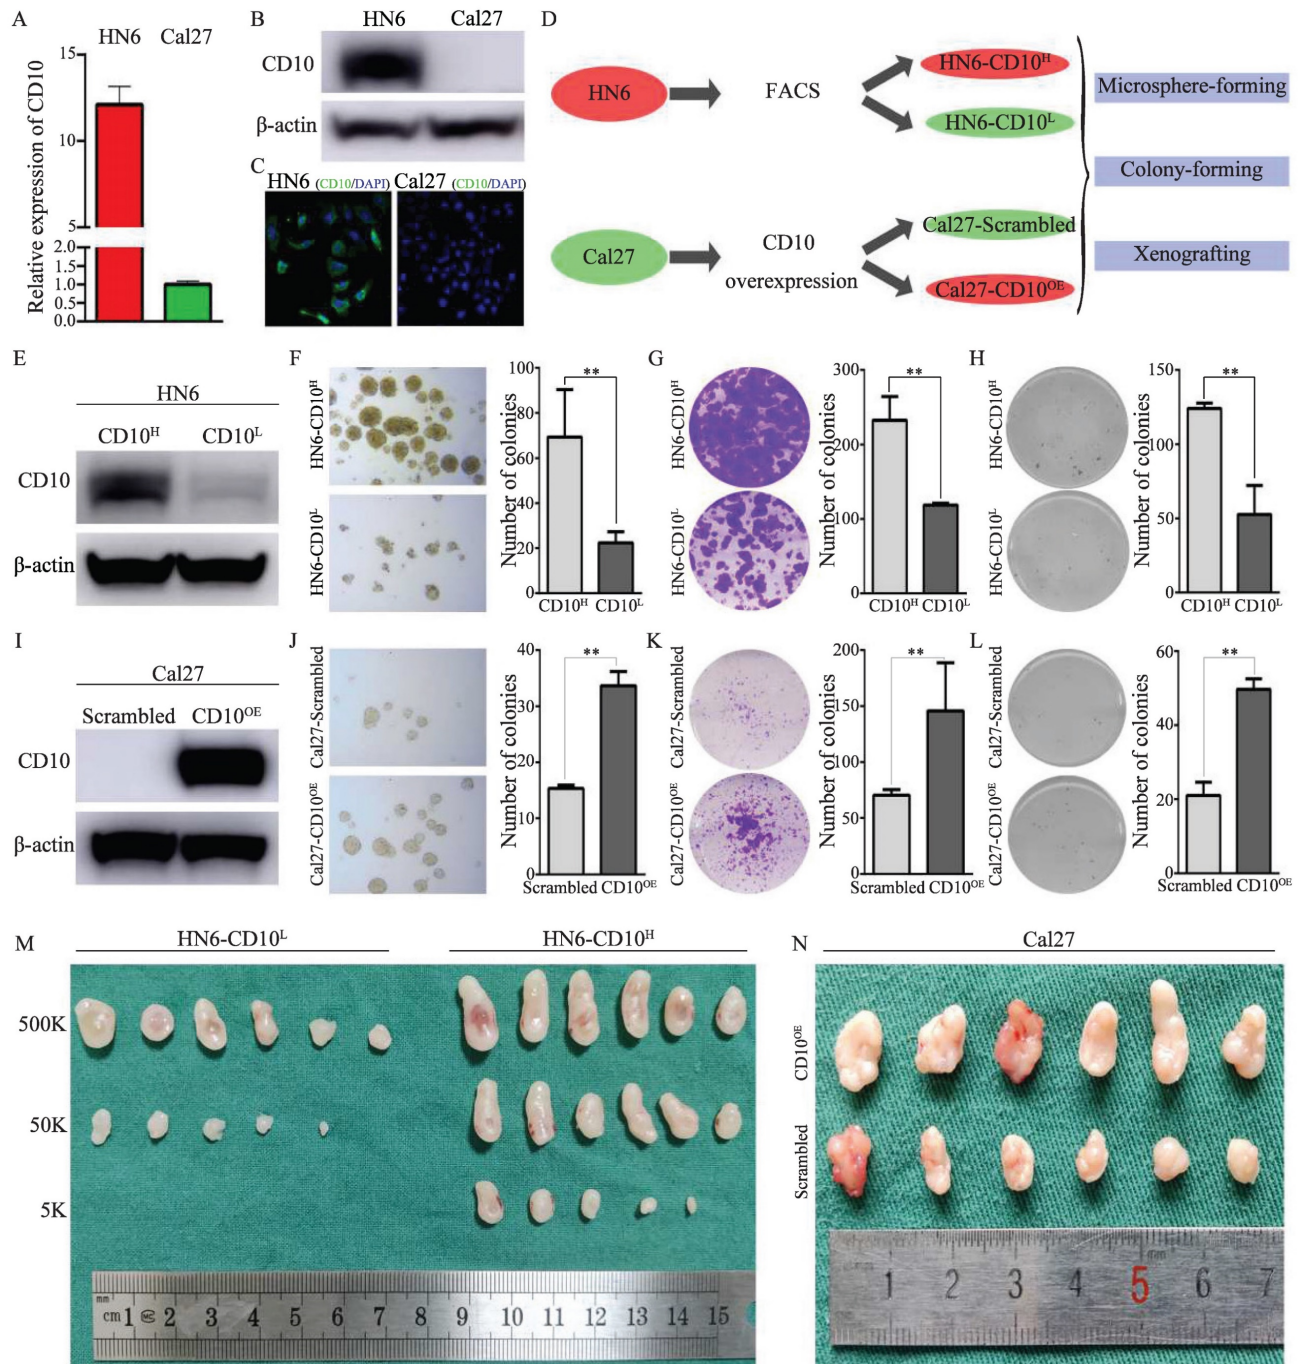 A
HN6 Cal27
Relative expression of CD10
15
10
5
2.0
1.5
1.0
0.5
0.0
B
HN6 Cal27
CD10
β-actin
C
HN6 (CD10/DAPI) Cal27 (CD10/DAPI)
D
HN6
FACS
HN6-CD10ᴴ
HN6-CD10ᴸ
Cal27
CD10
overexpression
Cal27-Scrambled
Cal27-CD10ᴼᴱ
Microsphere-forming
Colony-forming
Xenografting
E
HN6
CD10ᴴ CD10ᴸ
CD10
β-actin
F
HN6-CD10ᴴ
HN6-CD10ᴸ
Number of colonies
100
80
60
40
20
0
**
CD10ᴴ CD10ᴸ
G
HN6-CD10ᴴ
HN6-CD10ᴸ
Number of colonies
300
200
100
0
**
CD10ᴴ CD10ᴸ
H
HN6-CD10ᴴ
HN6-CD10ᴸ
Number of colonies
150
100
50
0
**
CD10ᴴ CD10ᴸ
I
Cal27
Scrambled CD10ᴼᴱ
CD10
β-actin
J
Cal27-Scrambled
Cal27-CD10ᴼᴱ
Number of colonies
40
30
20
10
0
**
Scrambled CD10ᴼᴱ
K
Cal27-Scrambled
Cal27-CD10ᴼᴱ
Number of colonies
200
150
100
50
0
**
Scrambled CD10ᴼᴱ
L
Cal27-Scrambled
Cal27-CD10ᴼᴱ
Number of colonies
60
40
20
0
**
Scrambled CD10ᴼᴱ
M
HN6-CD10ᴸ HN6-CD10ᴴ
500K
50K
5K
mm
cm 1 MC 2 3 4 5 6 7 8 9 10 11 12 13 14 15
N
Cal27
CD10ᴼᴱ
Scrambled
mm
1 2 3 4 5 6 7